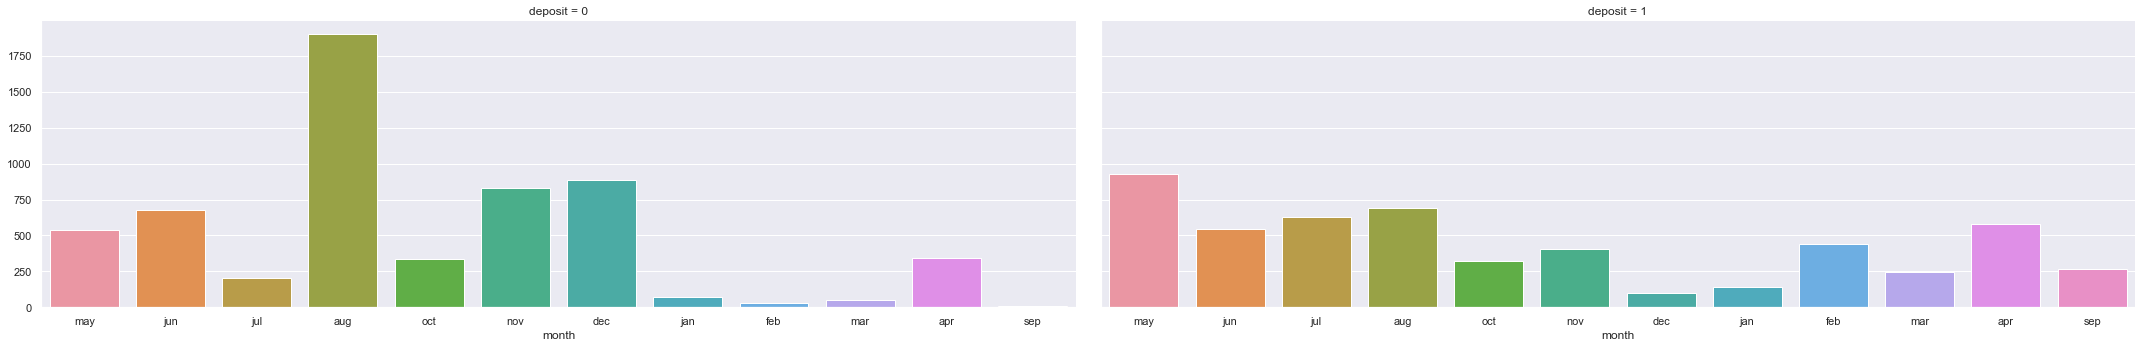 deposit = 0
deposit = 1
1750
1500
1250
1000
750
500
250
0
may jun jul aug oct nov dec jan feb mar apr sep
may jun jul aug oct nov dec jan feb mar apr sep
month
month